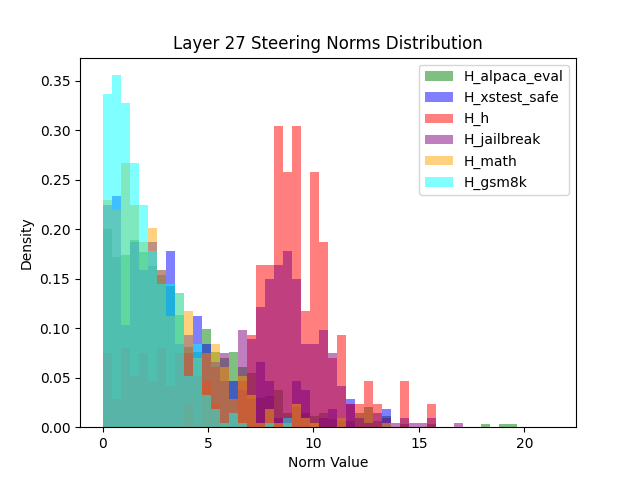 Layer 27 Steering Norms Distribution
H_alpaca_eval
H_xstest_safe
H_h
H_jailbreak
H_math
H_gsm8k
Density
0.35
0.30
0.25
0.20
0.15
0.10
0.05
0.00
0 5 10 15 20
Norm Value